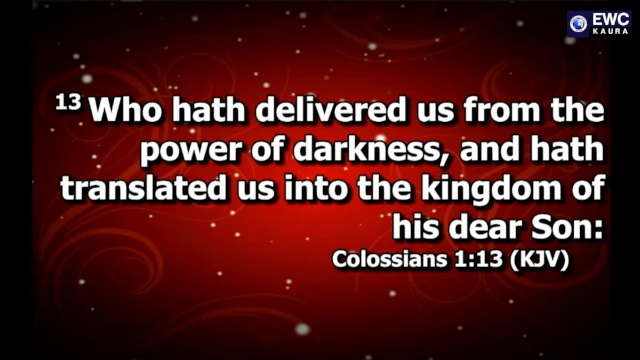 EWC
KAURA
13 Who hath delivered us from the
power of darkness, and hath
translated us into the kingdom of
his dear Son:
Colossians 1:13 (KJV)